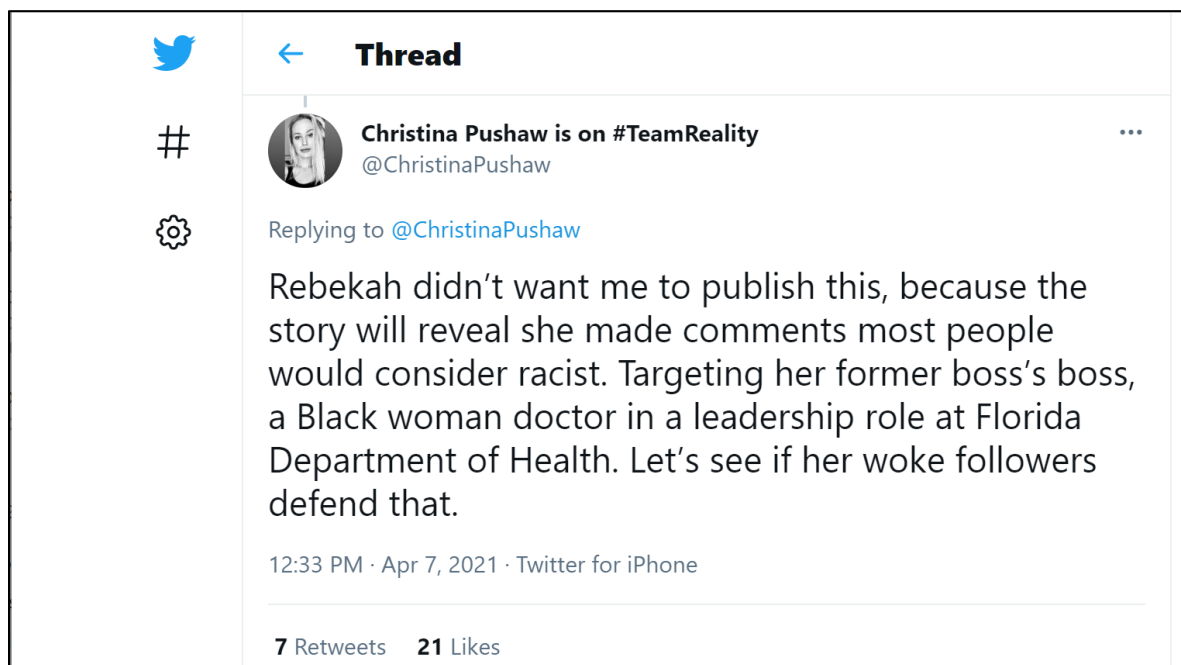 Thread
Christina Pushaw is on #TeamReality
@ChristinaPushaw
Replying to @ChristinaPushaw
Rebekah didn’t want me to publish this, because the
story will reveal she made comments most people
would consider racist. Targeting her former boss’s boss,
a Black woman doctor in a leadership role at Florida
Department of Health. Let’s see if her woke followers
defend that.
12:33 PM · Apr 7, 2021 · Twitter for iPhone
7 Retweets 21 Likes